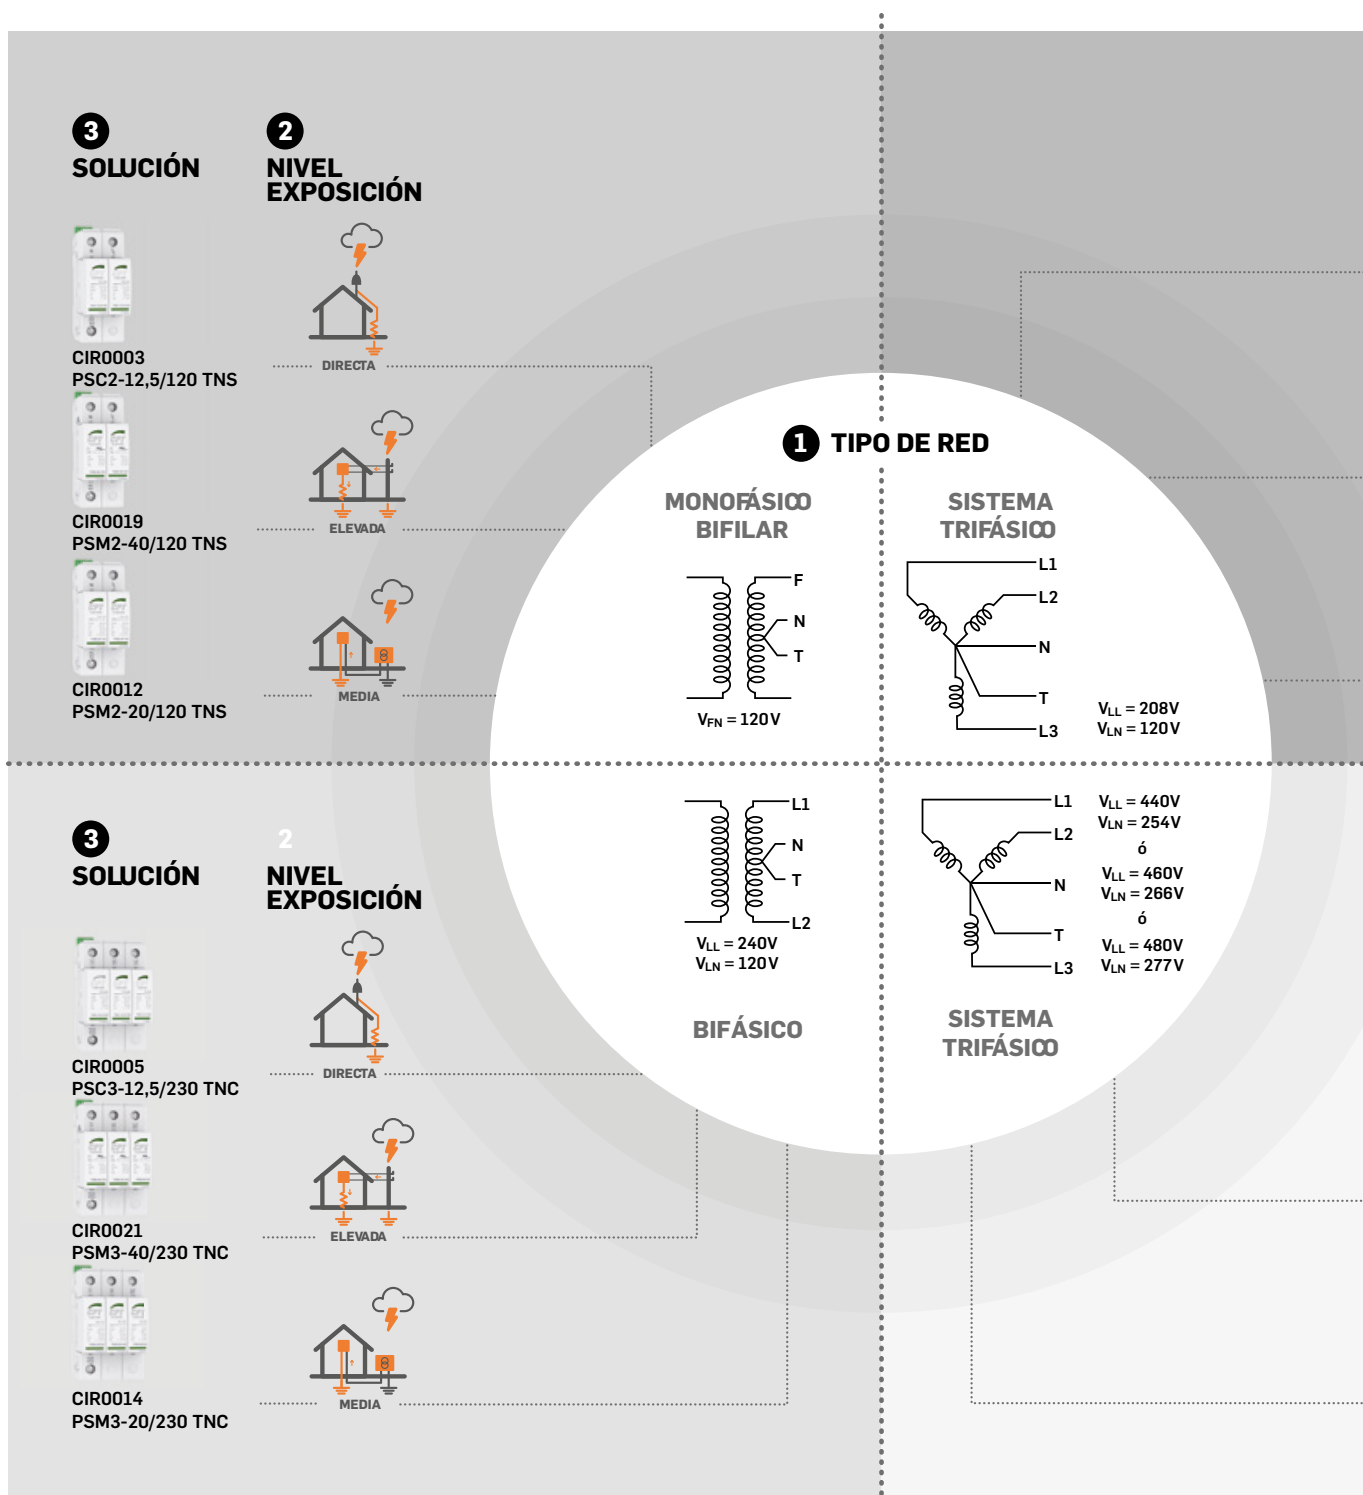 3
SOLUCIÓN
2
NIVEL
EXPOSICIÓN
CIR0003
PSC2-12,5/120 TNS
DIRECTA
CIR0019
PSM2-40/120 TNS
ELEVADA
CIR0012
PSM2-20/120 TNS
MEDIA
1 TIPO DE RED
MONOFÁSICO
BIFILAR
F
N
T
VFN = 120V
SISTEMA
TRIFÁSICO
L1
L2
N
T
L3
VLL = 208V
VLN = 120V
3
SOLUCIÓN
2
NIVEL
EXPOSICIÓN
CIR0005
PSC3-12,5/230 TNC
DIRECTA
CIR0021
PSM3-40/230 TNC
ELEVADA
CIR0014
PSM3-20/230 TNC
MEDIA
L1
N
T
L2
VLL = 240V
VLN = 120V
BIFÁSICO
L1
L2
N
T
L3
VLL = 440V
VLN = 254V
ó
VLL = 460V
VLN = 266V
ó
VLL = 480V
VLN = 277V
SISTEMA
TRIFÁSICO